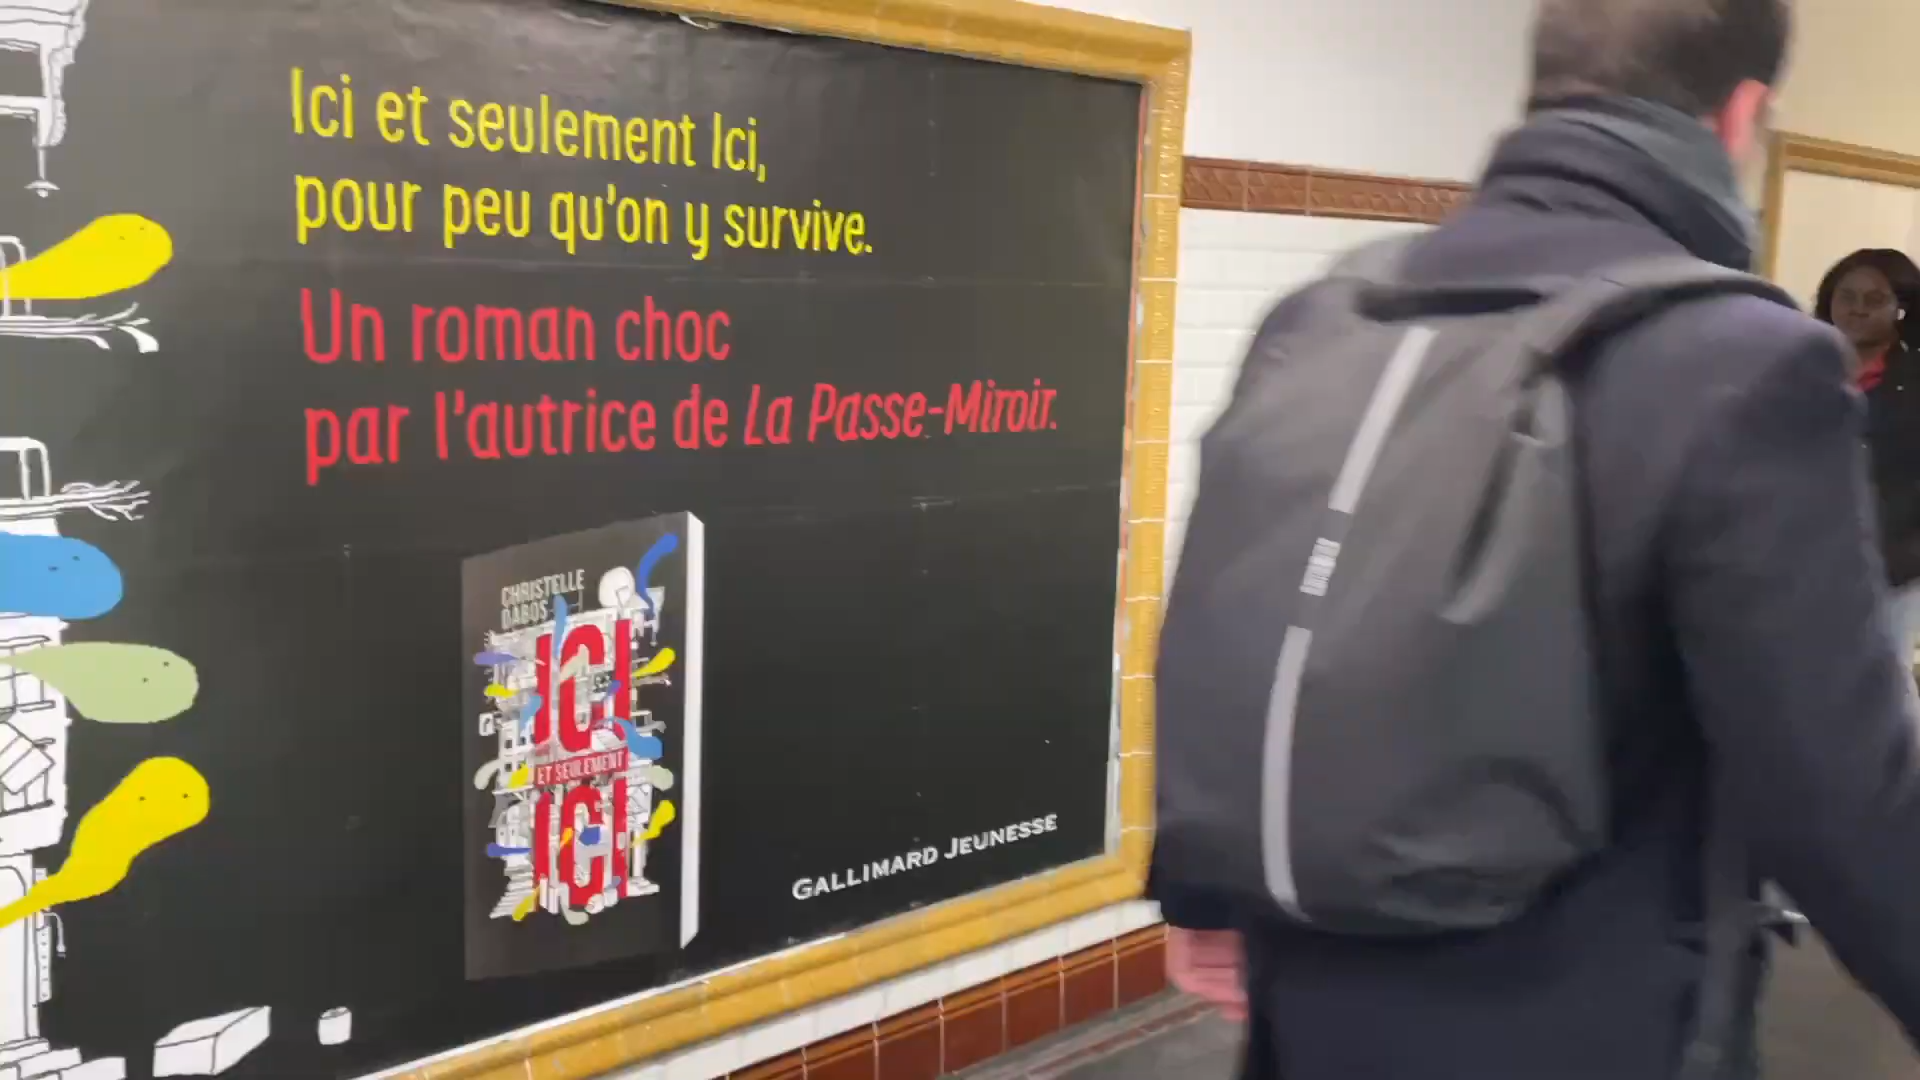 Ici et seulement Ici,
pour peu qu'on y survive.
Un roman choc
par l'autrice de La Passe-Miroir.
CHRISTELLE
DABOS
ICI
ET SEULEMENT
ICI
GALLIMARD JEUNESSE